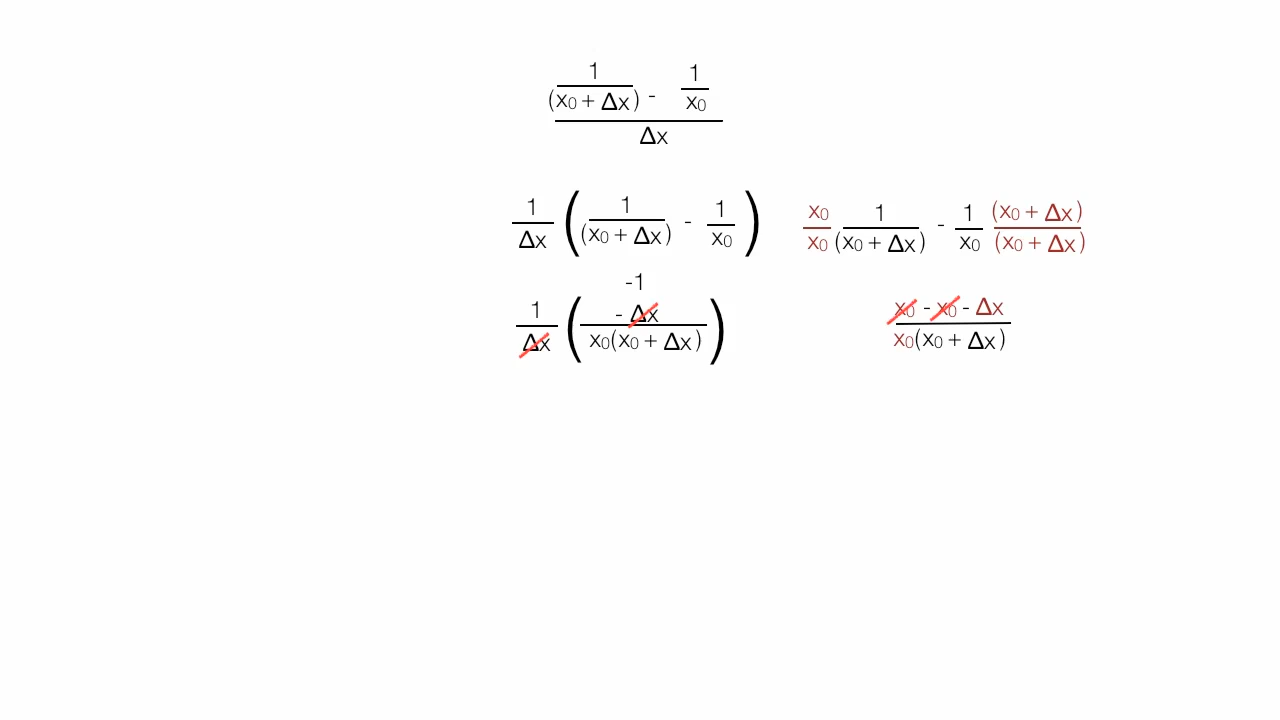 1/(x₀ + Δx) - 1/x₀
Δx
1/Δx (1/(x₀ + Δx) - 1/x₀)
x₀/x₀ 1/(x₀ + Δx) - 1/x₀ (x₀ + Δx)/(x₀ + Δx)
-1
1/Δx (- Δx/x₀(x₀ + Δx))
x₀ - x₀ - Δx
x₀(x₀ + Δx)